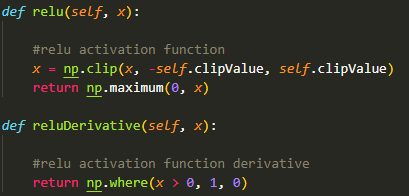 def relu(self, x):
#relu activation function
x = np.clip(x, -self.clipValue, self.clipValue)
return np.maximum(0, x)
def reluDerivative(self, x):
#relu activation function derivative
return np.where(x > 0, 1, 0)